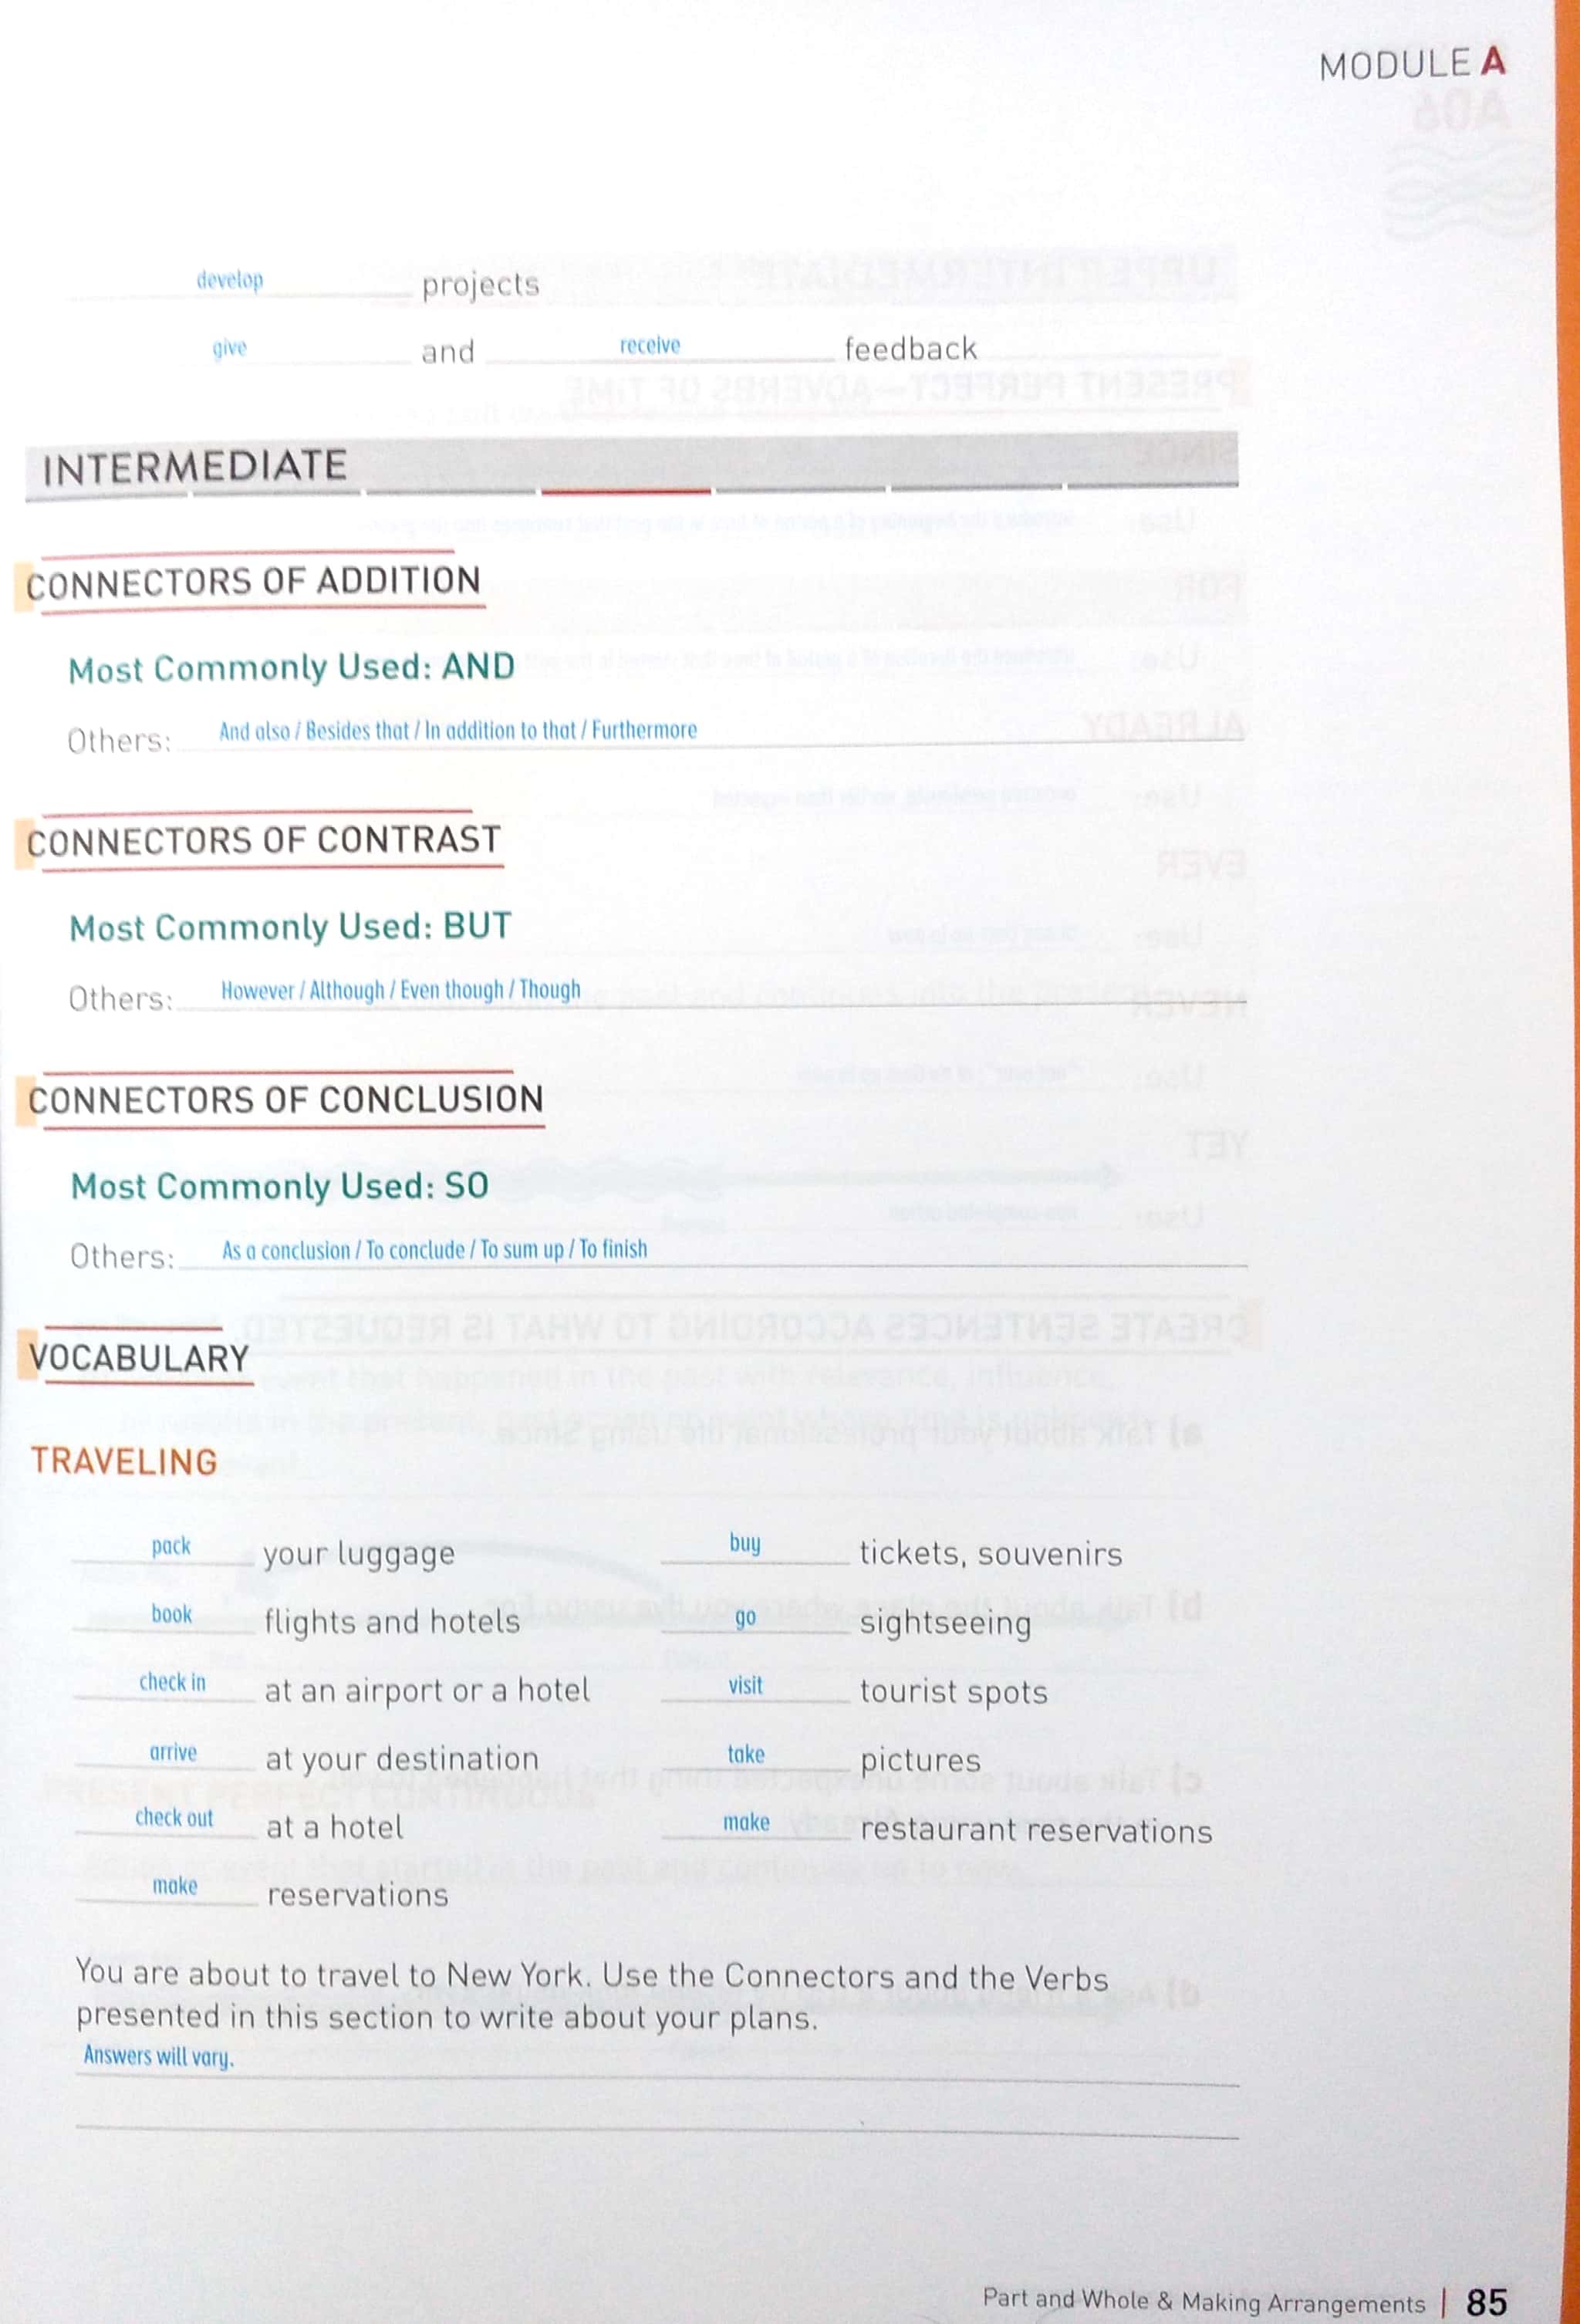 MODULE A
develop projects
give and receive feedback
INTERMEDIATE
CONNECTORS OF ADDITION
Most Commonly Used: AND
Others: And also / Besides that / In addition to that / Furthermore
CONNECTORS OF CONTRAST
Most Commonly Used: BUT
Others: However / Although / Even though / Though
CONNECTORS OF CONCLUSION
Most Commonly Used: SO
Others: As a conclusion / To conclude / To sum up / To finish
VOCABULARY
TRAVELING
pack your luggage buy tickets, souvenirs
book flights and hotels go sightseeing
check in at an airport or a hotel visit tourist spots
arrive at your destination take pictures
check out at a hotel make restaurant reservations
make reservations
You are about to travel to New York. Use the Connectors and the Verbs
presented in this section to write about your plans.
Answers will vary.
Part and Whole & Making Arrangements | 85